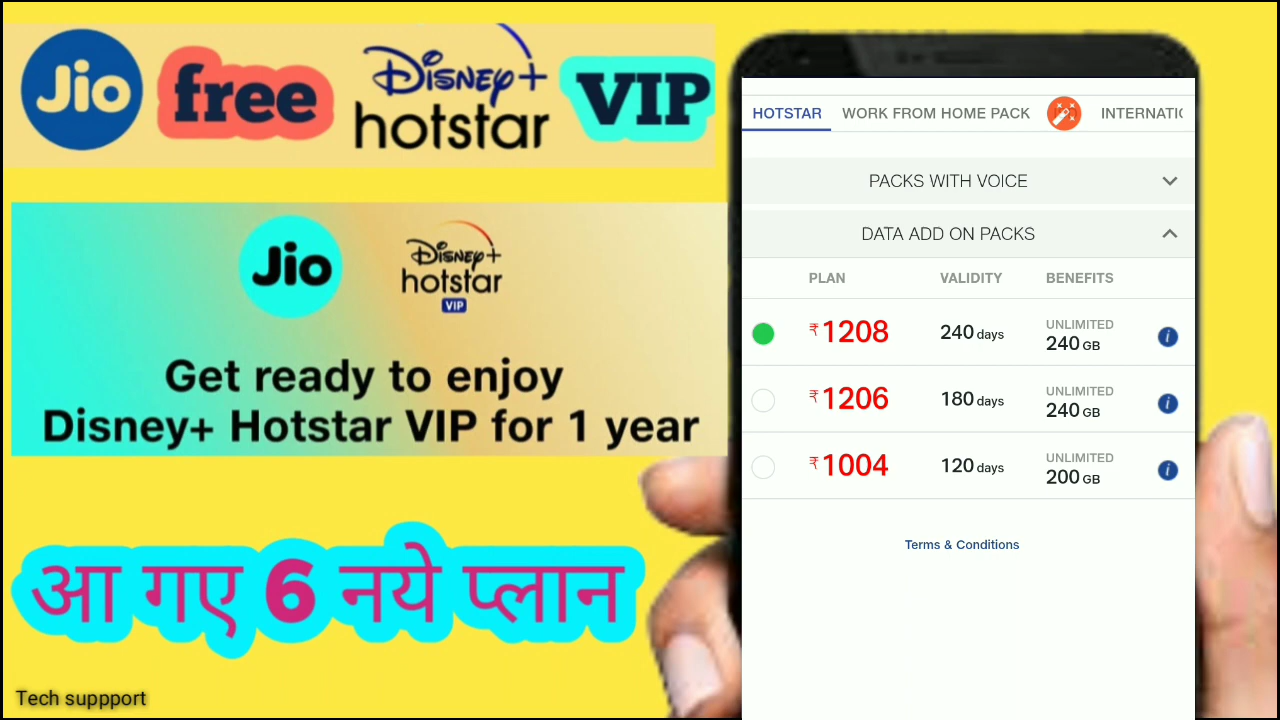 Jio free Disney+ hotstar VIP
Jio Disney+ hotstar VIP
Get ready to enjoy
Disney+ Hotstar VIP for 1 year
आ गए 6 नये प्लान
Tech suppport
HOTSTAR WORK FROM HOME PACK INTERNATIO
PACKS WITH VOICE
DATA ADD ON PACKS
PLAN VALIDITY BENEFITS
₹1208 240 days UNLIMITED 240 GB
₹1206 180 days UNLIMITED 240 GB
₹1004 120 days UNLIMITED 200 GB
Terms & Conditions